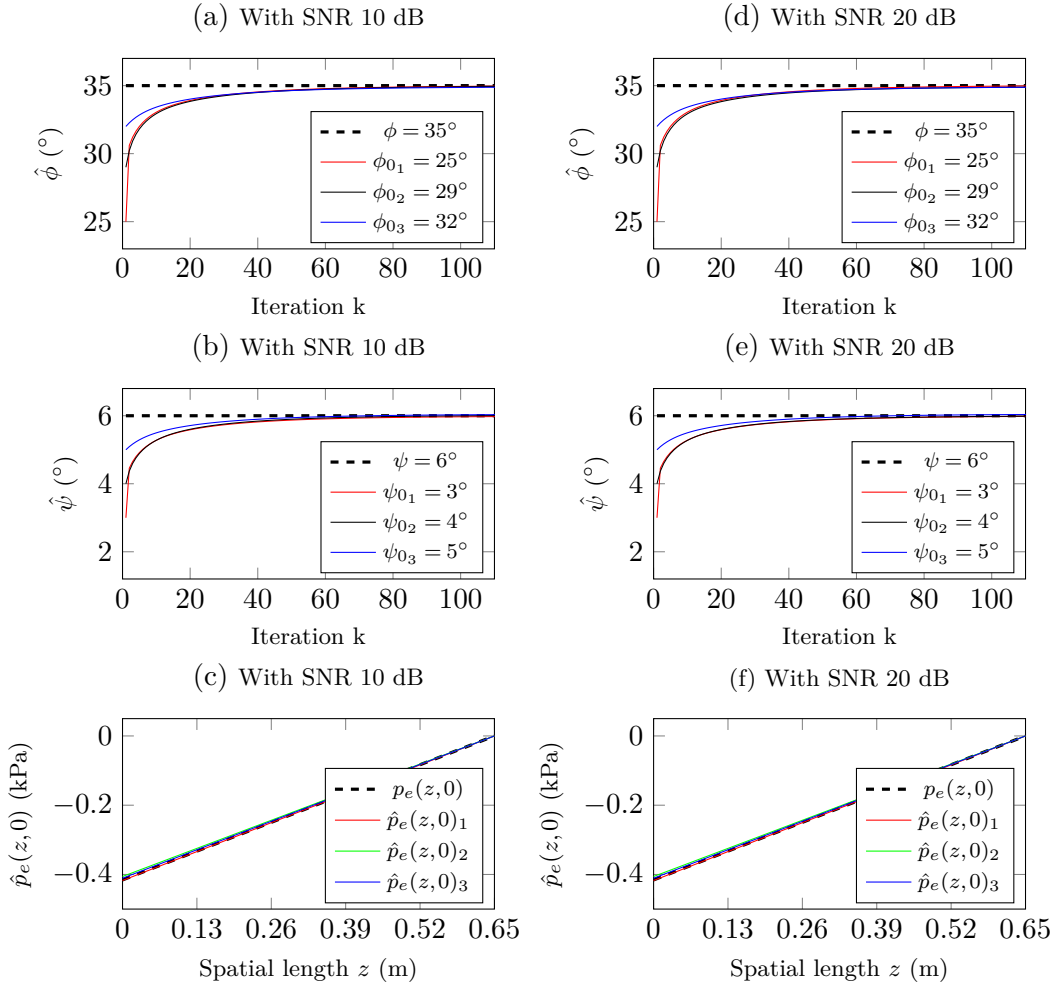 (a) With SNR 10 dB
35
30
25
ϕ̂ (°)
ϕ = 35°
ϕ₀₁ = 25°
ϕ₀₂ = 29°
ϕ₀₃ = 32°
0 20 40 60 80 100
Iteration k
(d) With SNR 20 dB
35
30
25
ϕ̂ (°)
ϕ = 35°
ϕ₀₁ = 25°
ϕ₀₂ = 29°
ϕ₀₃ = 32°
0 20 40 60 80 100
Iteration k
(b) With SNR 10 dB
6
4
2
ψ̂ (°)
ψ = 6°
ψ₀₁ = 3°
ψ₀₂ = 4°
ψ₀₃ = 5°
0 20 40 60 80 100
Iteration k
(e) With SNR 20 dB
6
4
2
ψ̂ (°)
ψ = 6°
ψ₀₁ = 3°
ψ₀₂ = 4°
ψ₀₃ = 5°
0 20 40 60 80 100
Iteration k
(c) With SNR 10 dB
0
−0.2
−0.4
p̂ₑ(z,0) (kPa)
pₑ(z,0)
p̂ₑ(z,0)₁
p̂ₑ(z,0)₂
p̂ₑ(z,0)₃
0 0.13 0.26 0.39 0.52 0.65
Spatial length z (m)
(f) With SNR 20 dB
0
−0.2
−0.4
p̂ₑ(z,0) (kPa)
pₑ(z,0)
p̂ₑ(z,0)₁
p̂ₑ(z,0)₂
p̂ₑ(z,0)₃
0 0.13 0.26 0.39 0.52 0.65
Spatial length z (m)